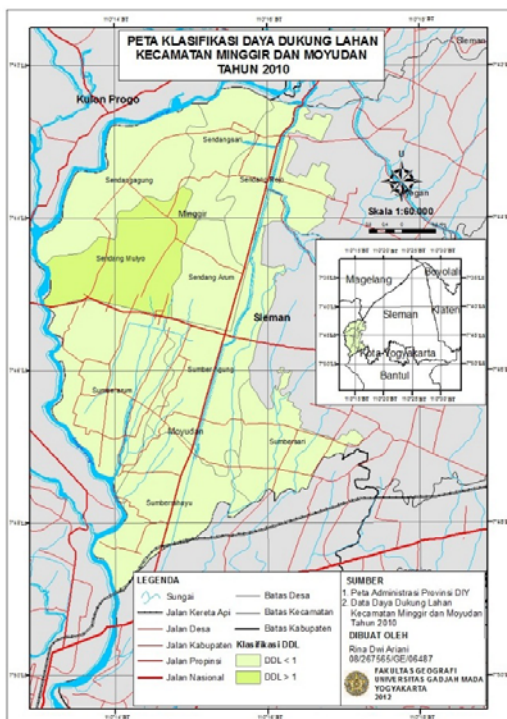 PETA KLASIFIKASI DAYA DUKUNG LAHAN
KECAMATAN MINGGIR DAN MOYUDAN
TAHUN 2010
Sleman
Kulon Progo
Sendangsari
Sendangagung
Minggir
Sendang Mulyo
Sendang Arum
Sleman
Sumberagung
Moyudan
Sumbersari
Sumberrahayu
U
Skala 1:60.000
Magelang
Boyolali
Sleman
Klaten
Kota Yogyakarta
Bantul
LEGENDA
Sungai
Jalan Kereta Api
Jalan Desa
Jalan Kabupaten
Jalan Propinsi
Jalan Nasional
Batas Desa
Batas Kecamatan
Batas Kabupaten
Klasifikasi DDL
DDL < 1
DDL > 1
SUMBER
1. Peta Administrasi Provinsi DIY
2. Data Daya Dukung Lahan
Kecamatan Minggir dan Moyudan
Tahun 2010
DIBUAT OLEH
Rina Dwi Ariani
08/267565/GE/06487
FAKULTAS GEOGRAFI
UNIVERSITAS GADJAH MADA
YOGYAKARTA
2012